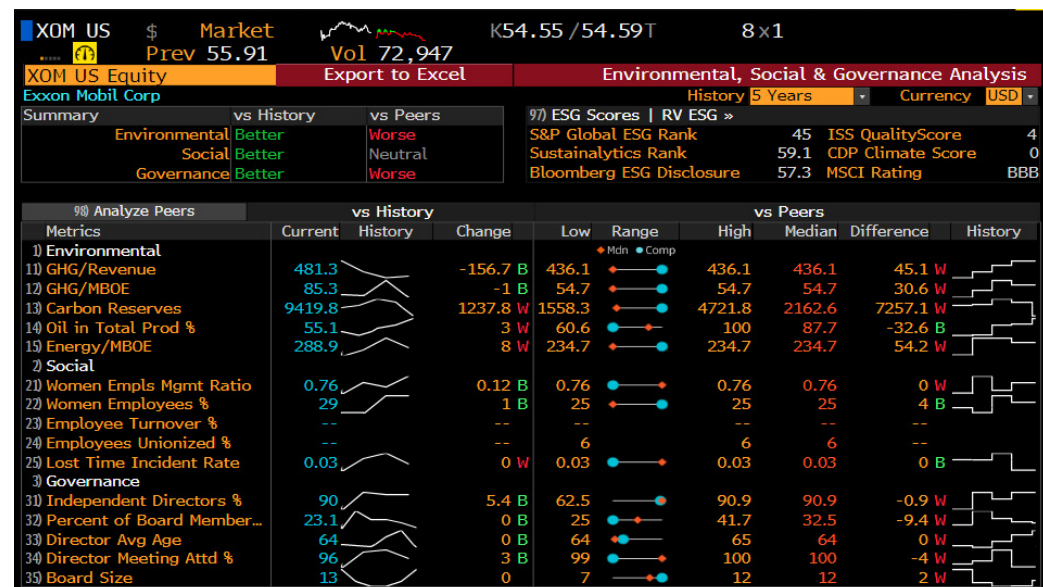 XOM US $ Market K54.55/54.59T 8×1
Prev 55.91 Vol 72,947
XOM US Equity Export to Excel Environmental, Social & Governance Analysis
Exxon Mobil Corp History 5 Years Currency USD
Summary vs History vs Peers 97) ESG Scores | RV ESG »
Environmental Better Worse S&P Global ESG Rank 45 ISS QualityScore 4
Social Better Neutral Sustainalytics Rank 59.1 CDP Climate Score 0
Governance Better Worse Bloomberg ESG Disclosure 57.3 MSCI Rating BBB
98) Analyze Peers vs History vs Peers
Metrics Current History Change Low Range High Median Difference History
1) Environmental Mdn Comp
11) GHG/Revenue 481.3 -156.7 B 436.1 436.1 436.1 45.1 W
12) GHG/MBOE 85.3 -1 B 54.7 54.7 54.7 30.6 W
13) Carbon Reserves 9419.8 1237.8 W 1558.3 4721.8 2162.6 7257.1 W
14) Oil in Total Prod % 55.1 3 W 60.6 100 87.7 -32.6 B
15) Energy/MBOE 288.9 8 W 234.7 234.7 234.7 54.2 W
2) Social
21) Women Empls Mgmt Ratio 0.76 0.12 B 0.76 0.76 0.76 0 W
22) Women Employees % 29 1 B 25 25 25 4 B
23) Employee Turnover % -- -- -- -- -- --
24) Employees Unionized % -- -- 6 6 6 --
25) Lost Time Incident Rate 0.03 0 W 0.03 0.03 0.03 0 B
3) Governance
31) Independent Directors % 90 5.4 B 62.5 90.9 90.9 -0.9 W
32) Percent of Board Member... 23.1 0 B 25 41.7 32.5 -9.4 W
33) Director Avg Age 64 0 B 64 65 64 0 W
34) Director Meeting Attd % 96 3 B 99 100 100 -4 W
35) Board Size 13 0 7 12 12 2 W